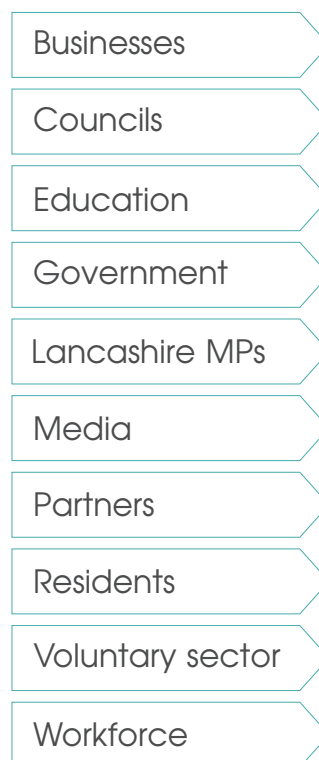 Businesses
Councils
Education
Government
Lancashire MPs
Media
Partners
Residents
Voluntary sector
Workforce